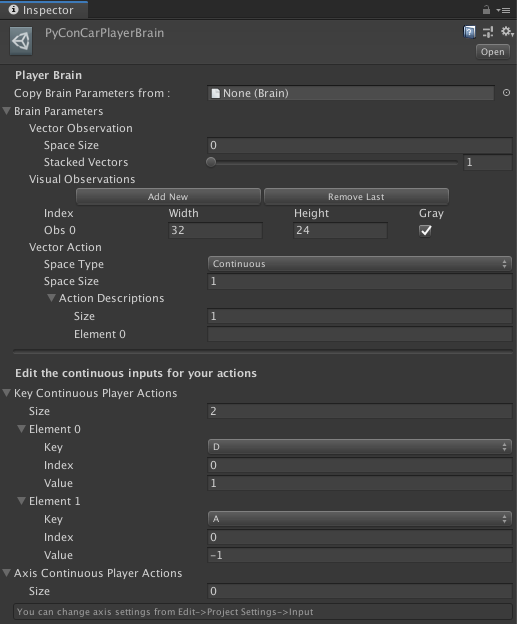 Inspector
PyConCarPlayerBrain
Open
Player Brain
Copy Brain Parameters from : None (Brain)
Brain Parameters
Vector Observation
Space Size 0
Stacked Vectors 1
Visual Observations
Add New Remove Last
Index Width Height Gray
Obs 0 32 24
Vector Action
Space Type Continuous
Space Size 1
Action Descriptions
Size 1
Element 0
Edit the continuous inputs for your actions
Key Continuous Player Actions
Size 2
Element 0
Key D
Index 0
Value 1
Element 1
Key A
Index 0
Value -1
Axis Continuous Player Actions
Size 0
You can change axis settings from Edit->Project Settings->Input